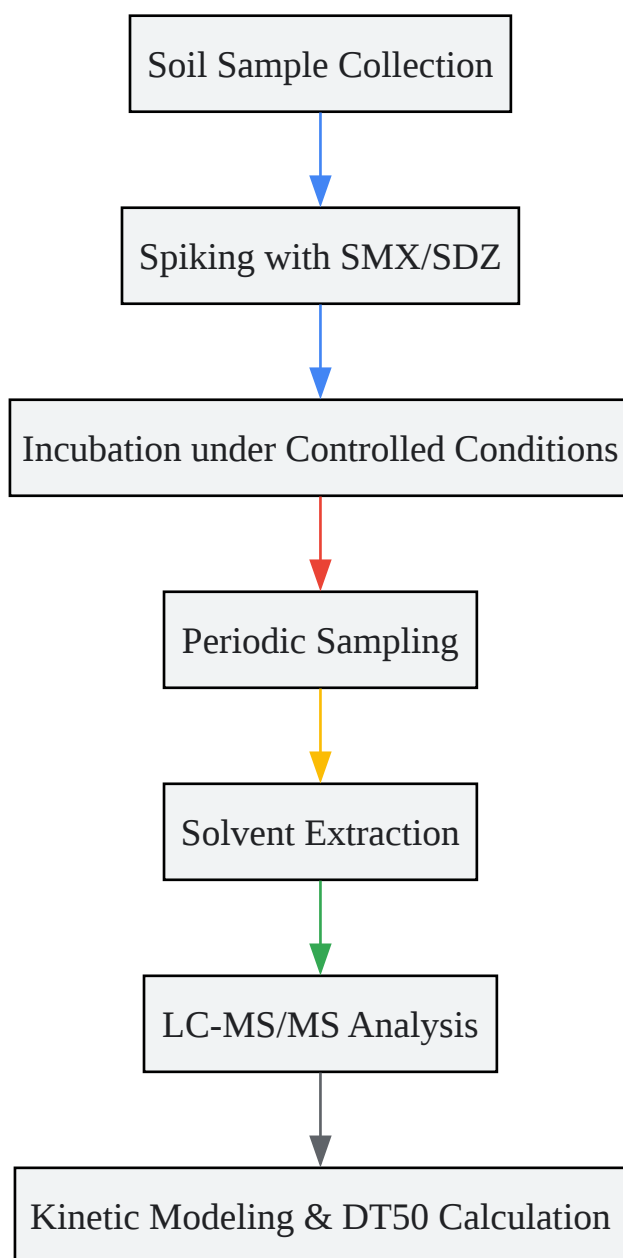 Soil Sample Collection
Spiking with SMX/SDZ
Incubation under Controlled Conditions
Periodic Sampling
Solvent Extraction
LC-MS/MS Analysis
Kinetic Modeling & DT50 Calculation